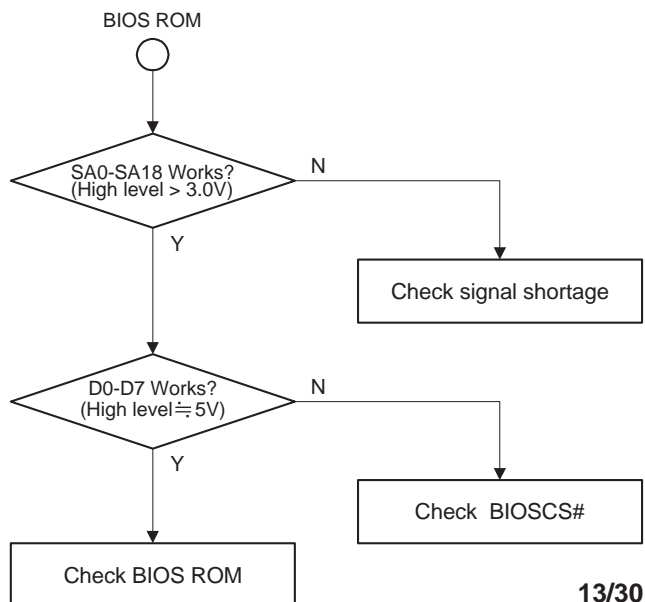 BIOS ROM
SA0-SA18 Works?
(High level > 3.0V)
N
Y
Check signal shortage
D0-D7 Works?
(High level≒5V)
N
Y
Check BIOSCS#
Check BIOS ROM
13/30